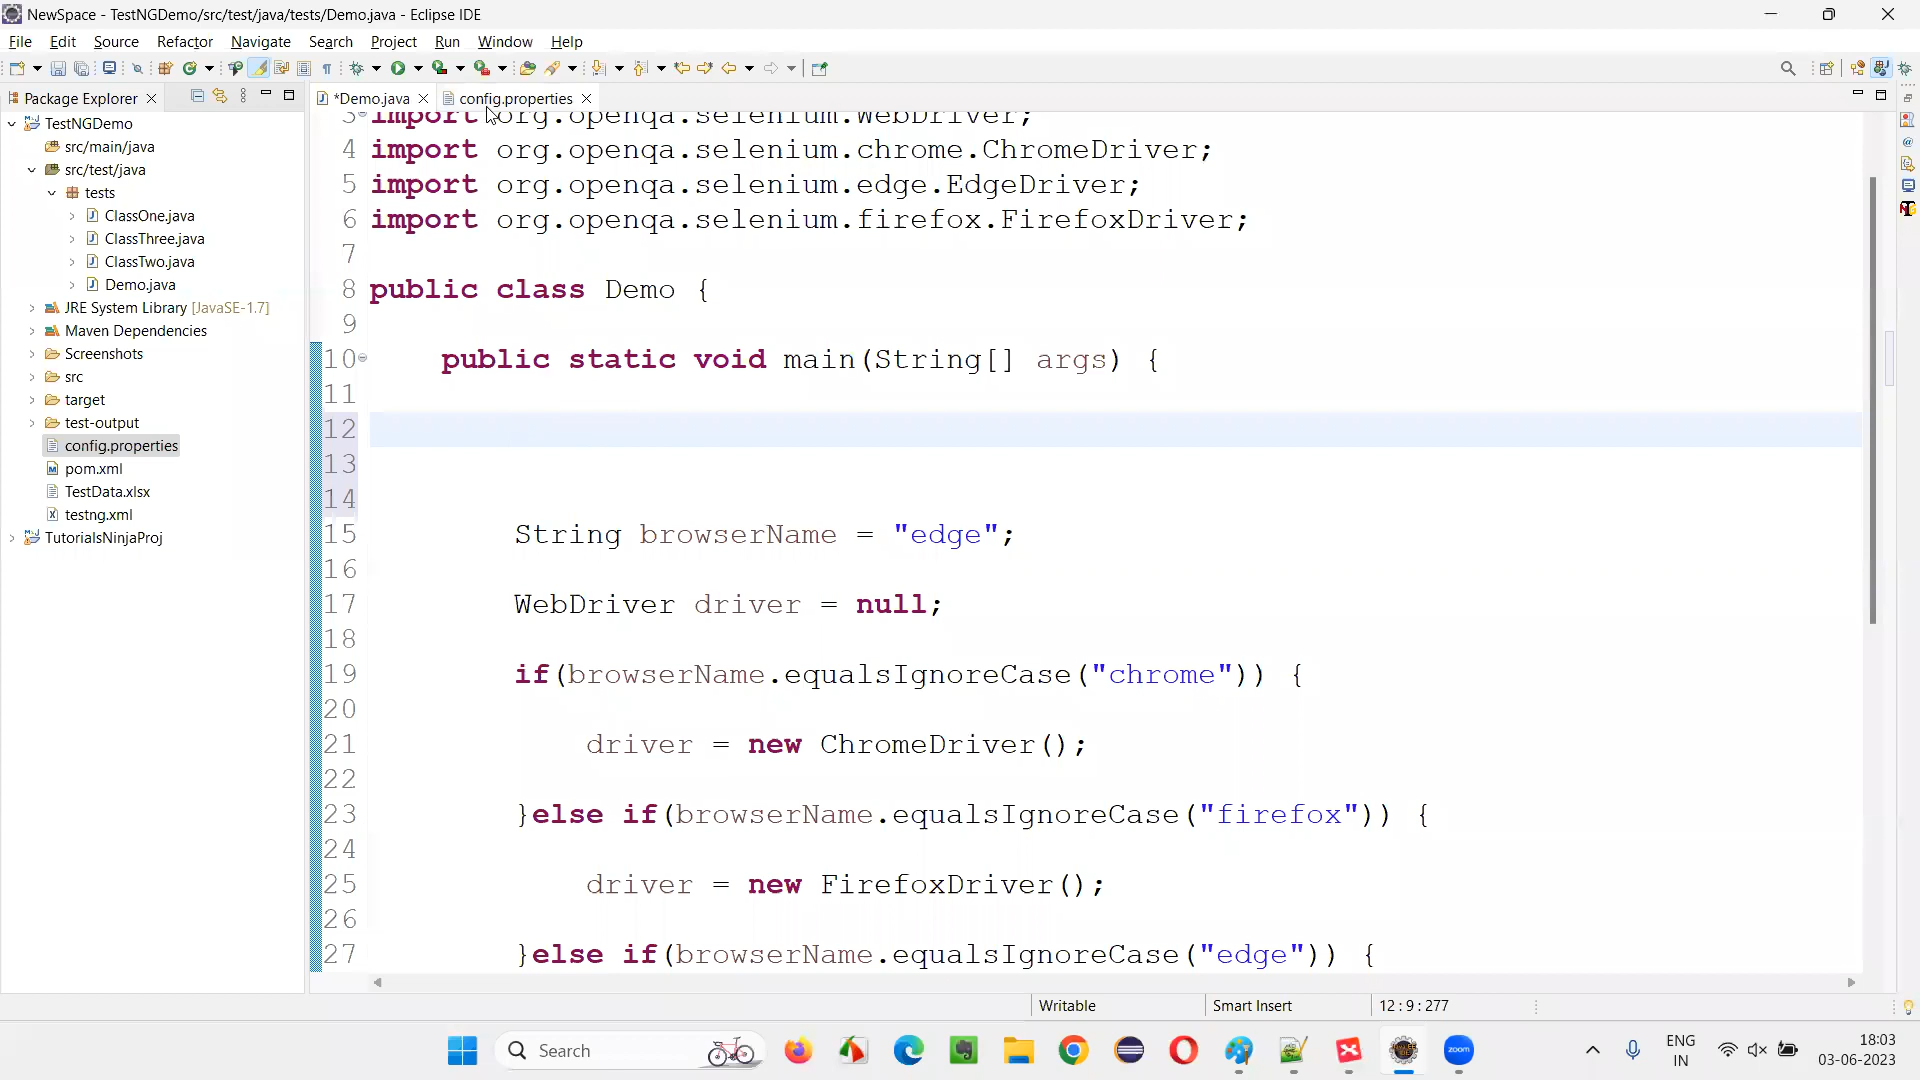 NewSpace - TestNGDemo/src/test/java/tests/Demo.java - Eclipse IDE
File Edit Source Refactor Navigate Search Project Run Window Help
Package Explorer
*Demo.java config.properties
TestNGDemo
src/main/java
src/test/java
tests
ClassOne.java
ClassThree.java
ClassTwo.java
Demo.java
JRE System Library [JavaSE-1.7]
Maven Dependencies
Screenshots
src
target
test-output
config.properties
pom.xml
TestData.xlsx
testng.xml
TutorialsNinjaProj
3 import org.openqa.selenium.WebDriver;
4 import org.openqa.selenium.chrome.ChromeDriver;
5 import org.openqa.selenium.edge.EdgeDriver;
6 import org.openqa.selenium.firefox.FirefoxDriver;
7
8 public class Demo {
9
10 public static void main(String[] args) {
11
12
13
14
15 String browserName = "edge";
16
17 WebDriver driver = null;
18
19 if(browserName.equalsIgnoreCase("chrome")) {
20
21 driver = new ChromeDriver();
22
23 }else if(browserName.equalsIgnoreCase("firefox")) {
24
25 driver = new FirefoxDriver();
26
27 }else if(browserName.equalsIgnoreCase("edge")) {
Writable Smart Insert 12 : 9 : 277
Search
zoom
ENG
IN
18:03
03-06-2023